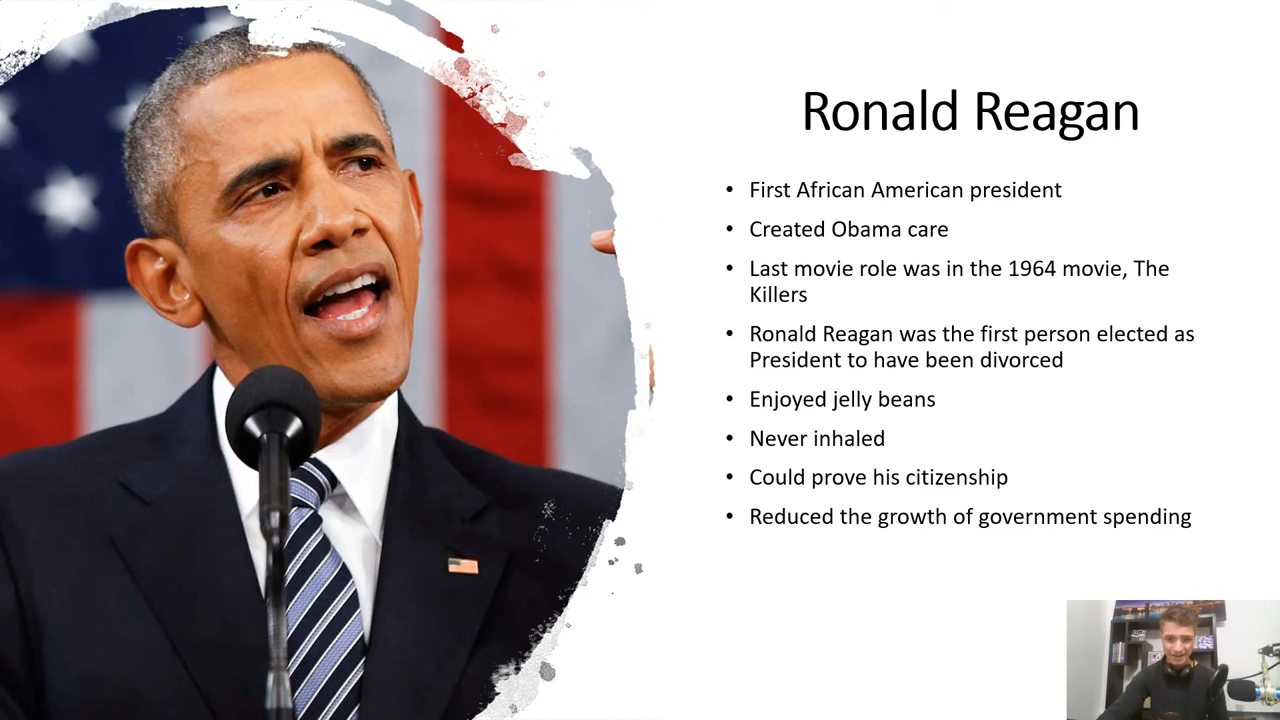 Ronald Reagan
• First African American president
• Created Obama care
• Last movie role was in the 1964 movie, The
Killers
• Ronald Reagan was the first person elected as
President to have been divorced
• Enjoyed jelly beans
• Never inhaled
• Could prove his citizenship
• Reduced the growth of government spending